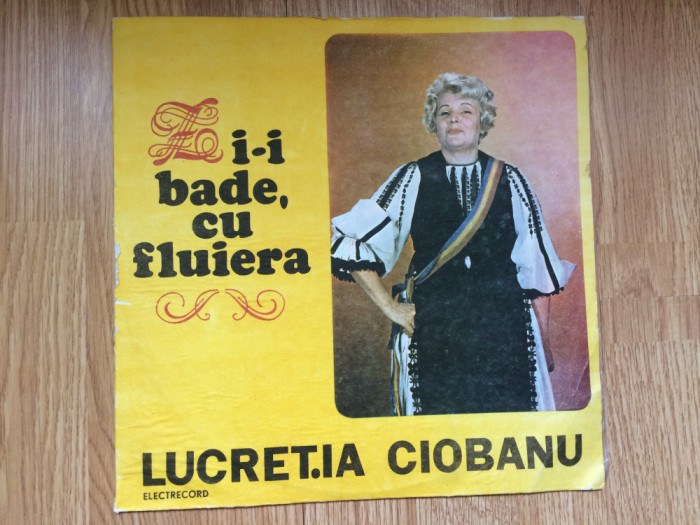 Zi-i
bade,
cu
fluiera
LUCREȚIA CIOBANU
ELECTRECORD